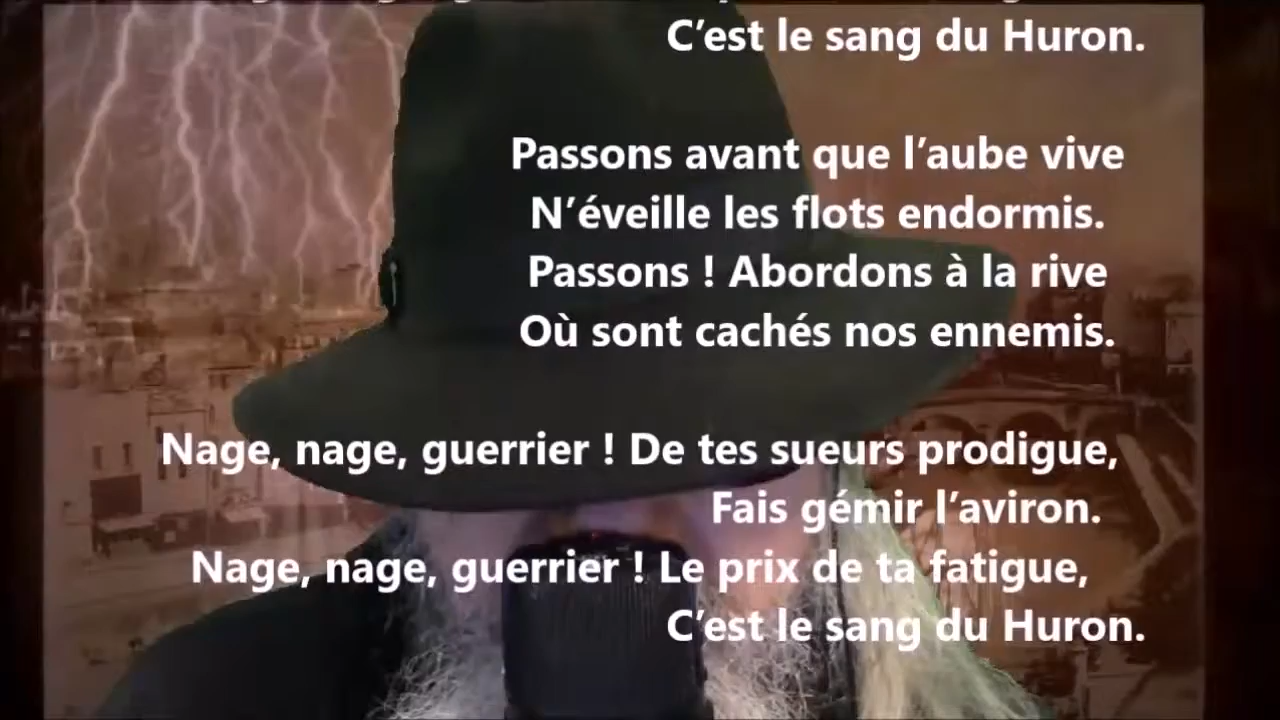 C’est le sang du Huron.
Passons avant que l’aube vive
N’éveille les flots endormis.
Passons ! Abordons à la rive
Où sont cachés nos ennemis.
Nage, nage, guerrier ! De tes sueurs prodigue,
Fais gémir l’aviron.
Nage, nage, guerrier ! Le prix de ta fatigue,
C’est le sang du Huron.